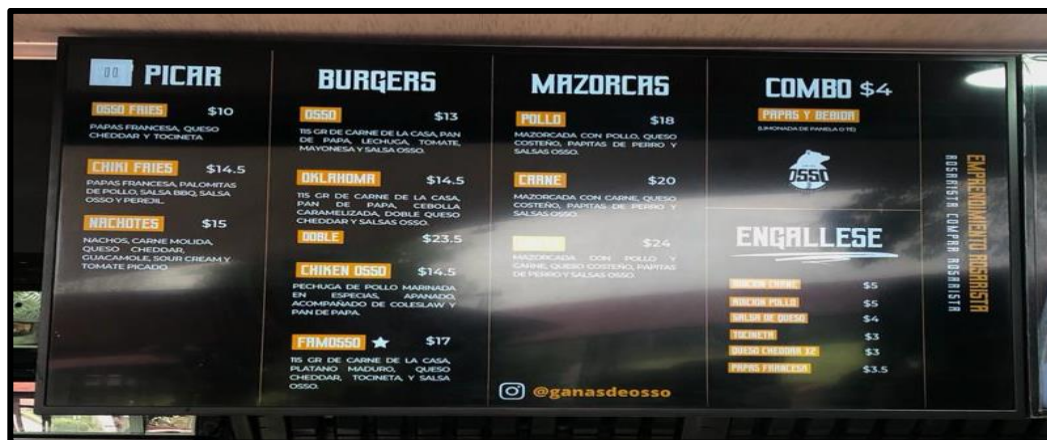 PICAR
OSSO FRIES $10
PAPAS FRANCESA, QUESO
CHEDDAR Y TOCINETA
CHIKI FRIES $14.5
PAPAS FRANCESA, PALOMITAS
DE POLLO, SALSA BBQ, SALSA
OSSO Y PEREJIL.
NACHOTES $15
NACHOS, CARNE MOLIDA,
QUESO CHEDDAR,
GUACAMOLE, SOUR CREAM Y
TOMATE PICADO
BURGERS
OSSO $13
115 GR DE CARNE DE LA CASA, PAN
DE PAPA, LECHUGA, TOMATE,
MAYONESA Y SALSA OSSO.
OKLAHOMA $14.5
115 GR DE CARNE DE LA CASA,
PAN DE PAPA, CEBOLLA
CARAMELIZADA, DOBLE QUESO
CHEDDAR Y SALSAS OSSO.
DOBLE $23.5
CHIKEN OSSO $14.5
PECHUGA DE POLLO MARINADA
EN ESPECIAS, APANADO,
ACOMPAÑADO DE COLESLAW Y
PAN DE PAPA.
FAMOSSO $17
115 GR DE CARNE DE LA CASA,
PLATANO MADURO, QUESO
CHEDDAR, TOCINETA, Y SALSA
OSSO.
MAZORCAS
POLLO $18
MAZORCADA CON POLLO, QUESO
COSTEÑO, PAPITAS DE PERRO Y
SALSAS OSSO.
CARNE $20
MAZORCADA CON CARNE, QUESO
COSTEÑO, PAPITAS DE PERRO Y
SALSAS OSSO.
$24
MAZORCADA CON POLLO Y
CARNE, QUESO COSTEÑO, PAPITAS
DE PERRO Y SALSAS OSSO.
@ganasdeosso
COMBO $4
PAPAS Y BEBIDA
(LIMONADA DE PANELA O TÉ)
OSSO
ENGALLESE
ADICION CARNE $5
ADICION POLLO $5
SALSA DE QUESO $4
TOCINETA $3
QUESO CHEDDAR X2 $3
PAPAS FRANCESA $3.5
EMPRENDIMIENTO ROSARISTA
ROSARISTA COMPRA ROSARISTA